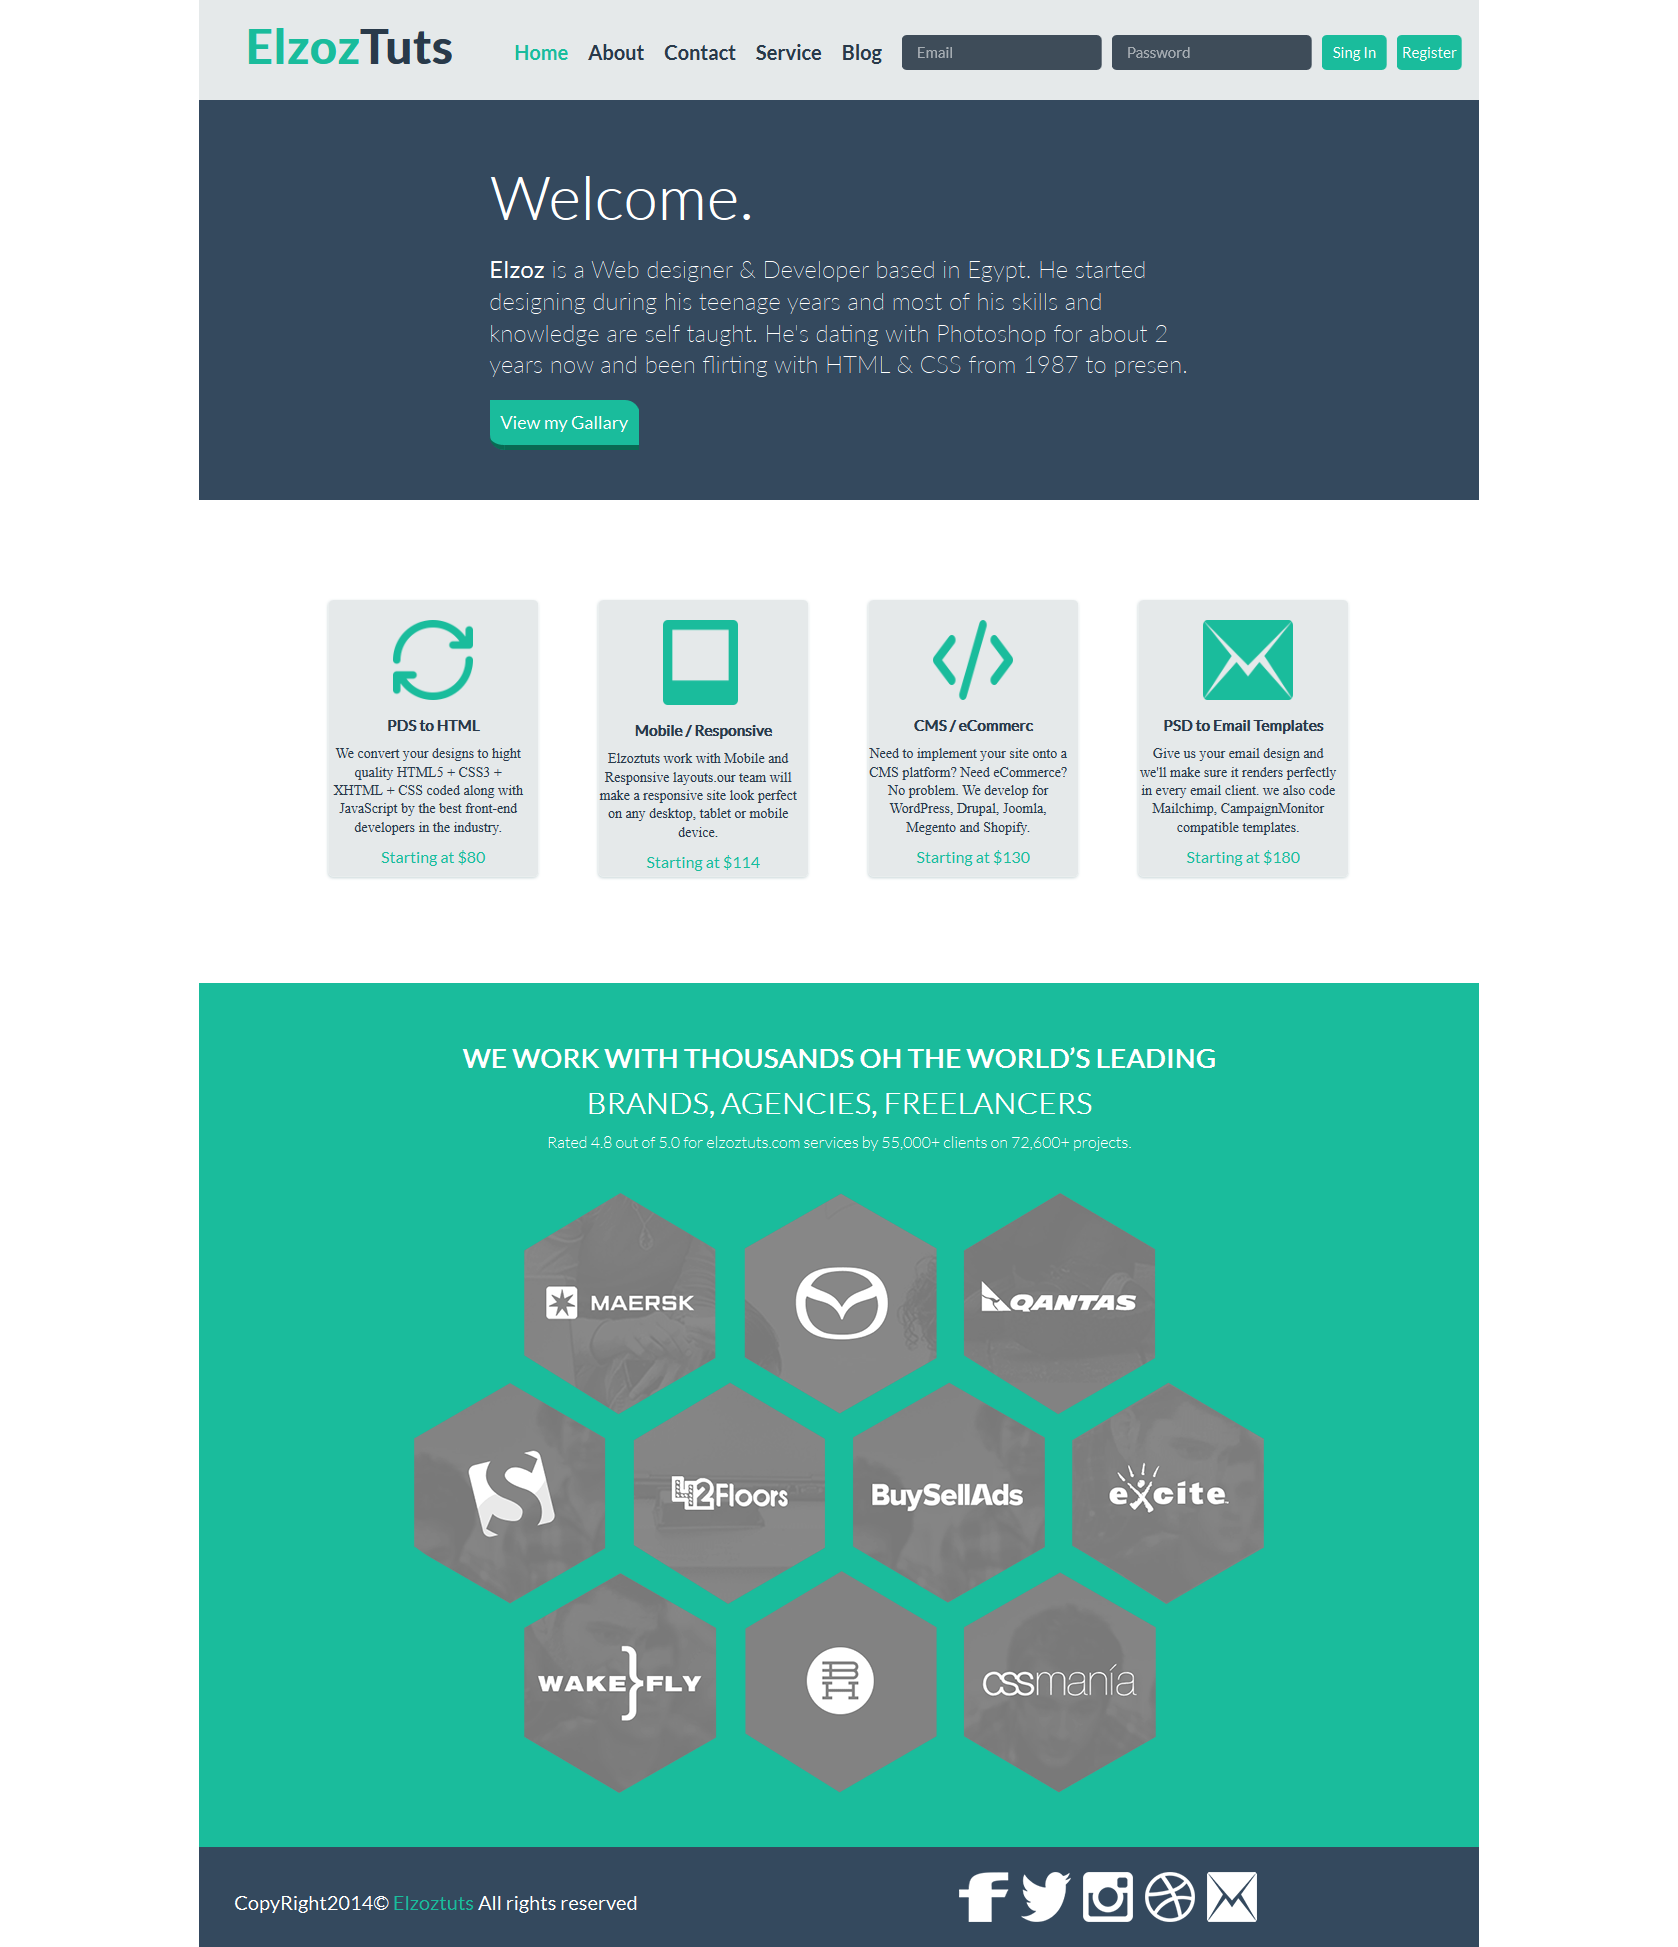 ElzozTuts
Home About Contact Service Blog Email Password Sing In Register
Welcome.
Elzoz is a Web designer & Developer based in Egypt. He started
designing during his teenage years and most of his skills and
knowledge are self taught. He's dating with Photoshop for about 2
years now and been flirting with HTML & CSS from 1987 to presen.
View my Gallary
PDS to HTML
We convert your designs to hight
quality HTML5 + CSS3 +
XHTML + CSS coded along with
JavaScript by the best front-end
developers in the industry.
Starting at $80
Mobile / Responsive
Elzoztuts work with Mobile and
Responsive layouts.our team will
make a responsive site look perfect
on any desktop, tablet or mobile
device.
Starting at $114
CMS / eCommerc
Need to implement your site onto a
CMS platform? Need eCommerce?
No problem. We develop for
WordPress, Drupal, Joomla,
Megento and Shopify.
Starting at $130
PSD to Email Templates
Give us your email design and
we'll make sure it renders perfectly
in every email client. we also code
Mailchimp, CampaignMonitor
compatible templates.
Starting at $180
WE WORK WITH THOUSANDS OH THE WORLD’S LEADING
BRANDS, AGENCIES, FREELANCERS
Rated 4.8 out of 5.0 for elzoztuts.com services by 55,000+ clients on 72,600+ projects.
MAERSK
QANTAS
S
42Floors
BuySellAds
excite
WAKE}FLY
cssmanía
CopyRight2014© Elzoztuts All rights reserved